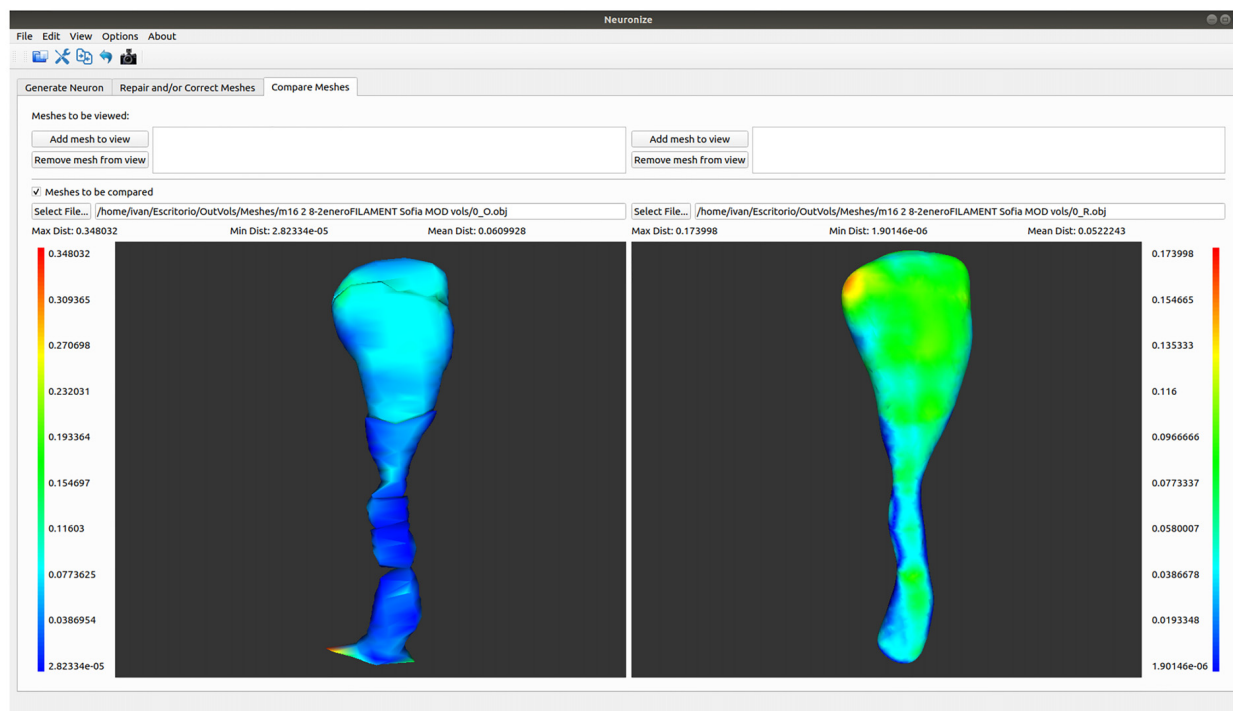 Neuronize
File Edit View Options About
Generate Neuron Repair and/or Correct Meshes Compare Meshes
Meshes to be viewed:
Add mesh to view Add mesh to view
Remove mesh from view Remove mesh from view
Meshes to be compared
Select File... /home/ivan/Escritorio/OutVols/Meshes/m16 2 8-2eneroFILAMENT Sofia MOD vols/0_O.obj Select File... /home/ivan/Escritorio/OutVols/Meshes/m16 2 8-2eneroFILAMENT Sofia MOD vols/0_R.obj
Max Dist: 0.348032 Min Dist: 2.82334e-05 Mean Dist: 0.0609928 Max Dist: 0.173998 Min Dist: 1.90146e-06 Mean Dist: 0.0522243
0.348032 0.173998
0.309365 0.154665
0.270698 0.135333
0.232031 0.116
0.193364 0.0966666
0.154697 0.0773337
0.11603 0.0580007
0.0773625 0.0386678
0.0386954 0.0193348
2.82334e-05 1.90146e-06